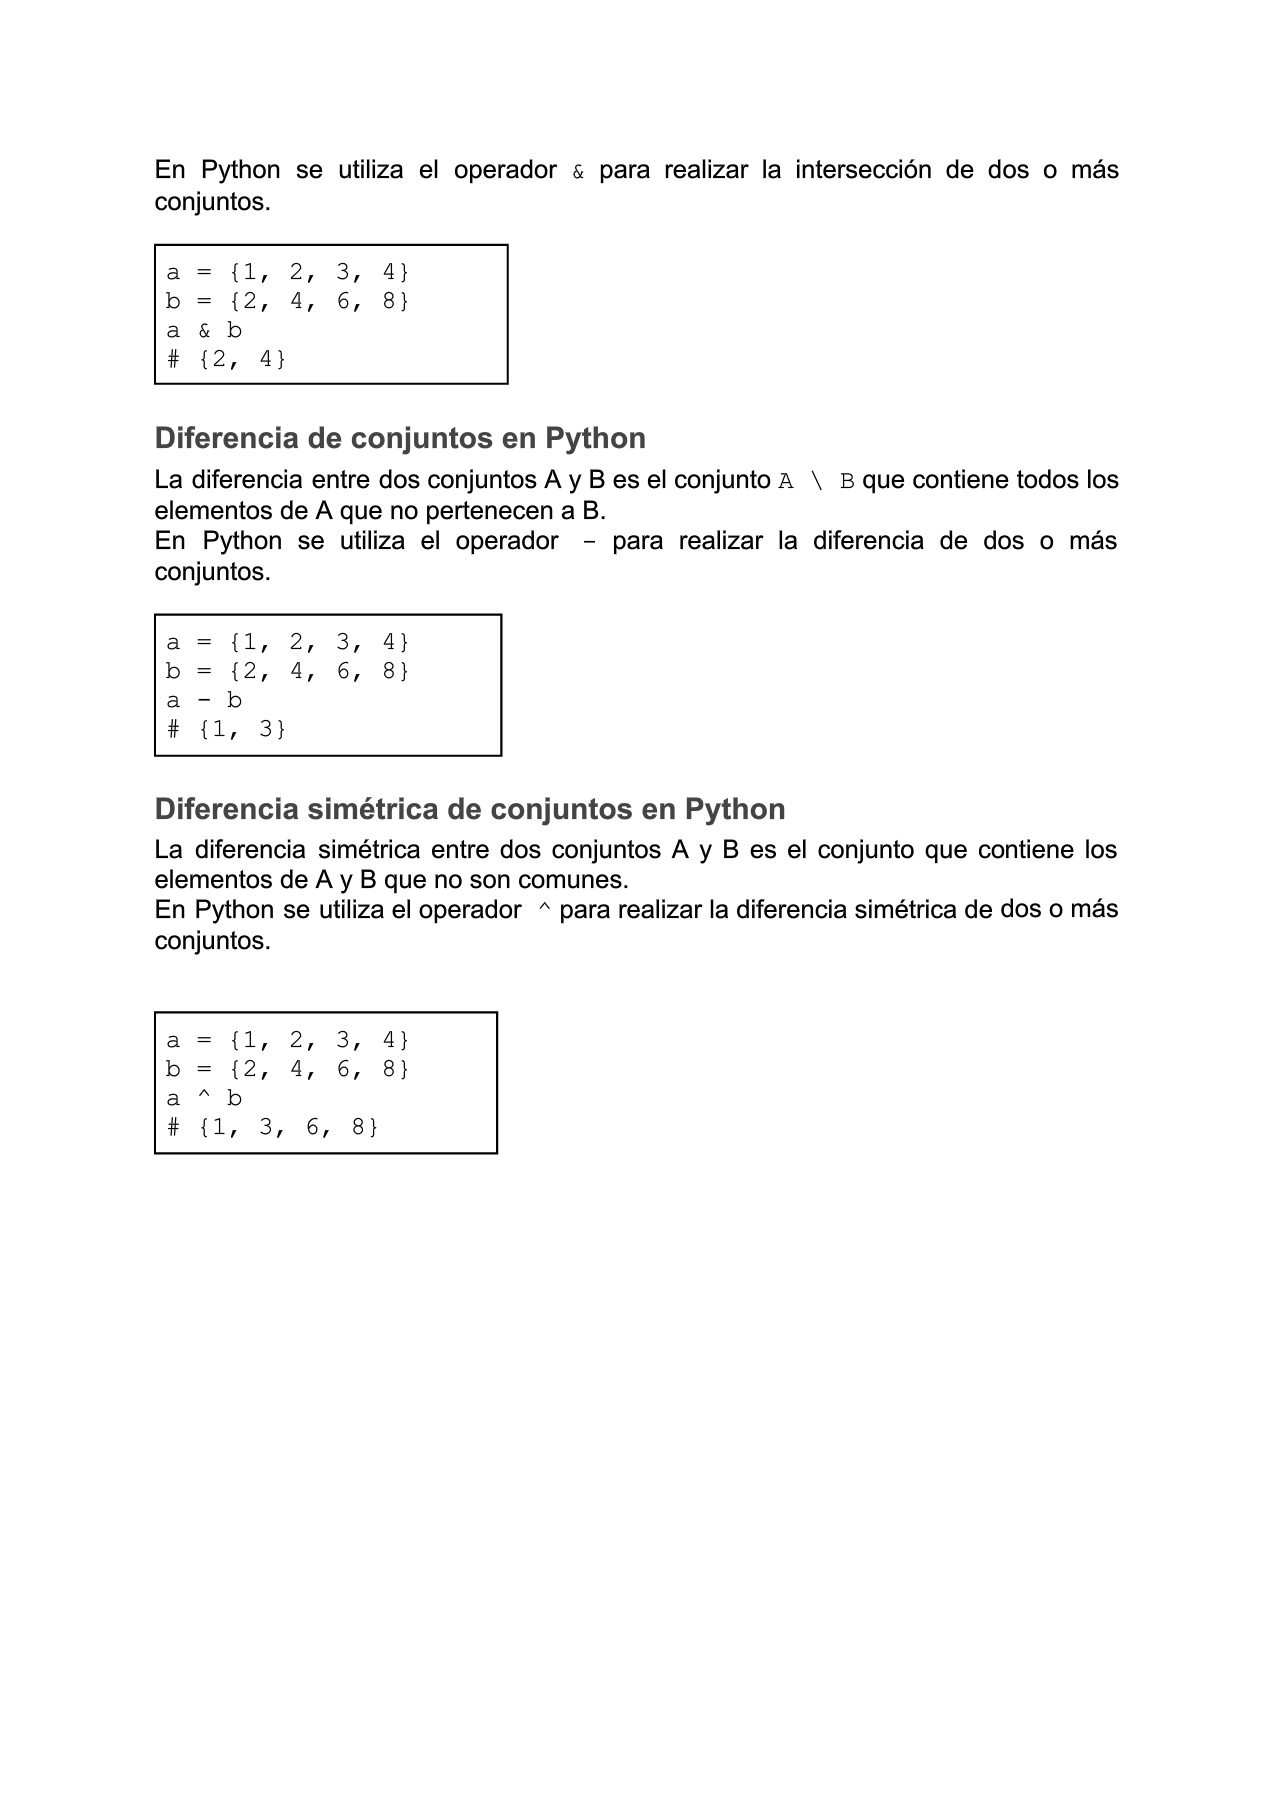 En Python se utiliza el operador & para realizar la intersección de dos o más
conjuntos.
a = {1, 2, 3, 4}
b = {2, 4, 6, 8}
a & b
# {2, 4}
Diferencia de conjuntos en Python
La diferencia entre dos conjuntos A y B es el conjunto A \ B que contiene todos los
elementos de A que no pertenecen a B.
En Python se utiliza el operador - para realizar la diferencia de dos o más
conjuntos.
a = {1, 2, 3, 4}
b = {2, 4, 6, 8}
a - b
# {1, 3}
Diferencia simétrica de conjuntos en Python
La diferencia simétrica entre dos conjuntos A y B es el conjunto que contiene los
elementos de A y B que no son comunes.
En Python se utiliza el operador ^ para realizar la diferencia simétrica de dos o más
conjuntos.
a = {1, 2, 3, 4}
b = {2, 4, 6, 8}
a ^ b
# {1, 3, 6, 8}